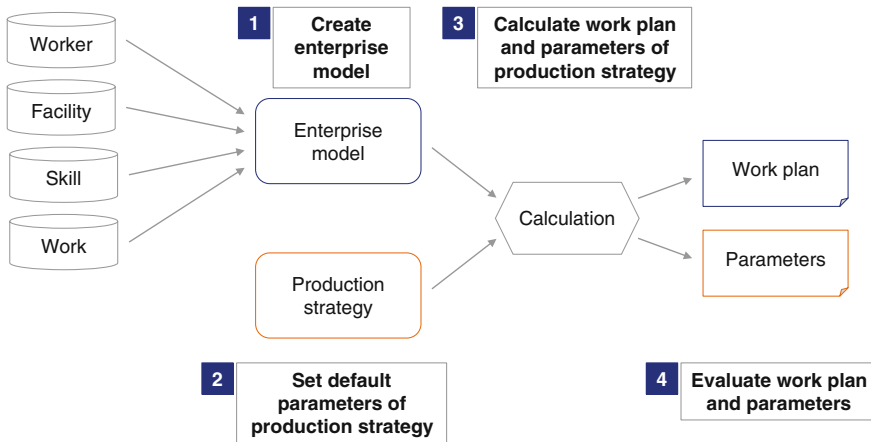 1
Create
enterprise
model
3
Calculate work plan
and parameters of
production strategy
Worker
Facility
Skill
Work
Enterprise
model
Production
strategy
Calculation
Work plan
Parameters
2
Set default
parameters of
production strategy
4
Evaluate work plan
and parameters